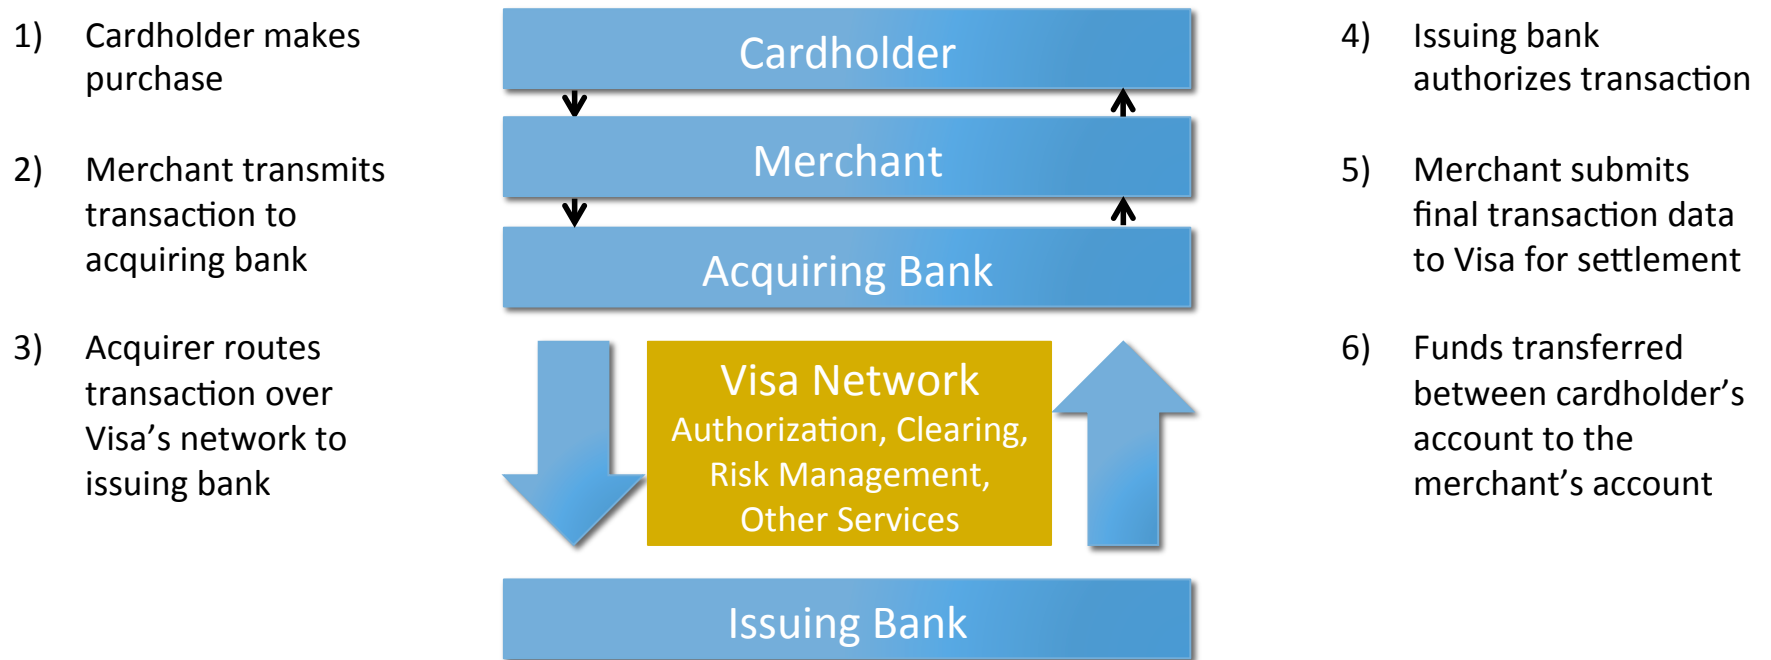 1) Cardholder makes
purchase
2) Merchant transmits
transaction to
acquiring bank
3) Acquirer routes
transaction over
Visa’s network to
issuing bank
Cardholder
Merchant
Acquiring Bank
Visa Network
Authorization, Clearing,
Risk Management,
Other Services
Issuing Bank
4) Issuing bank
authorizes transaction
5) Merchant submits
final transaction data
to Visa for settlement
6) Funds transferred
between cardholder’s
account to the
merchant’s account